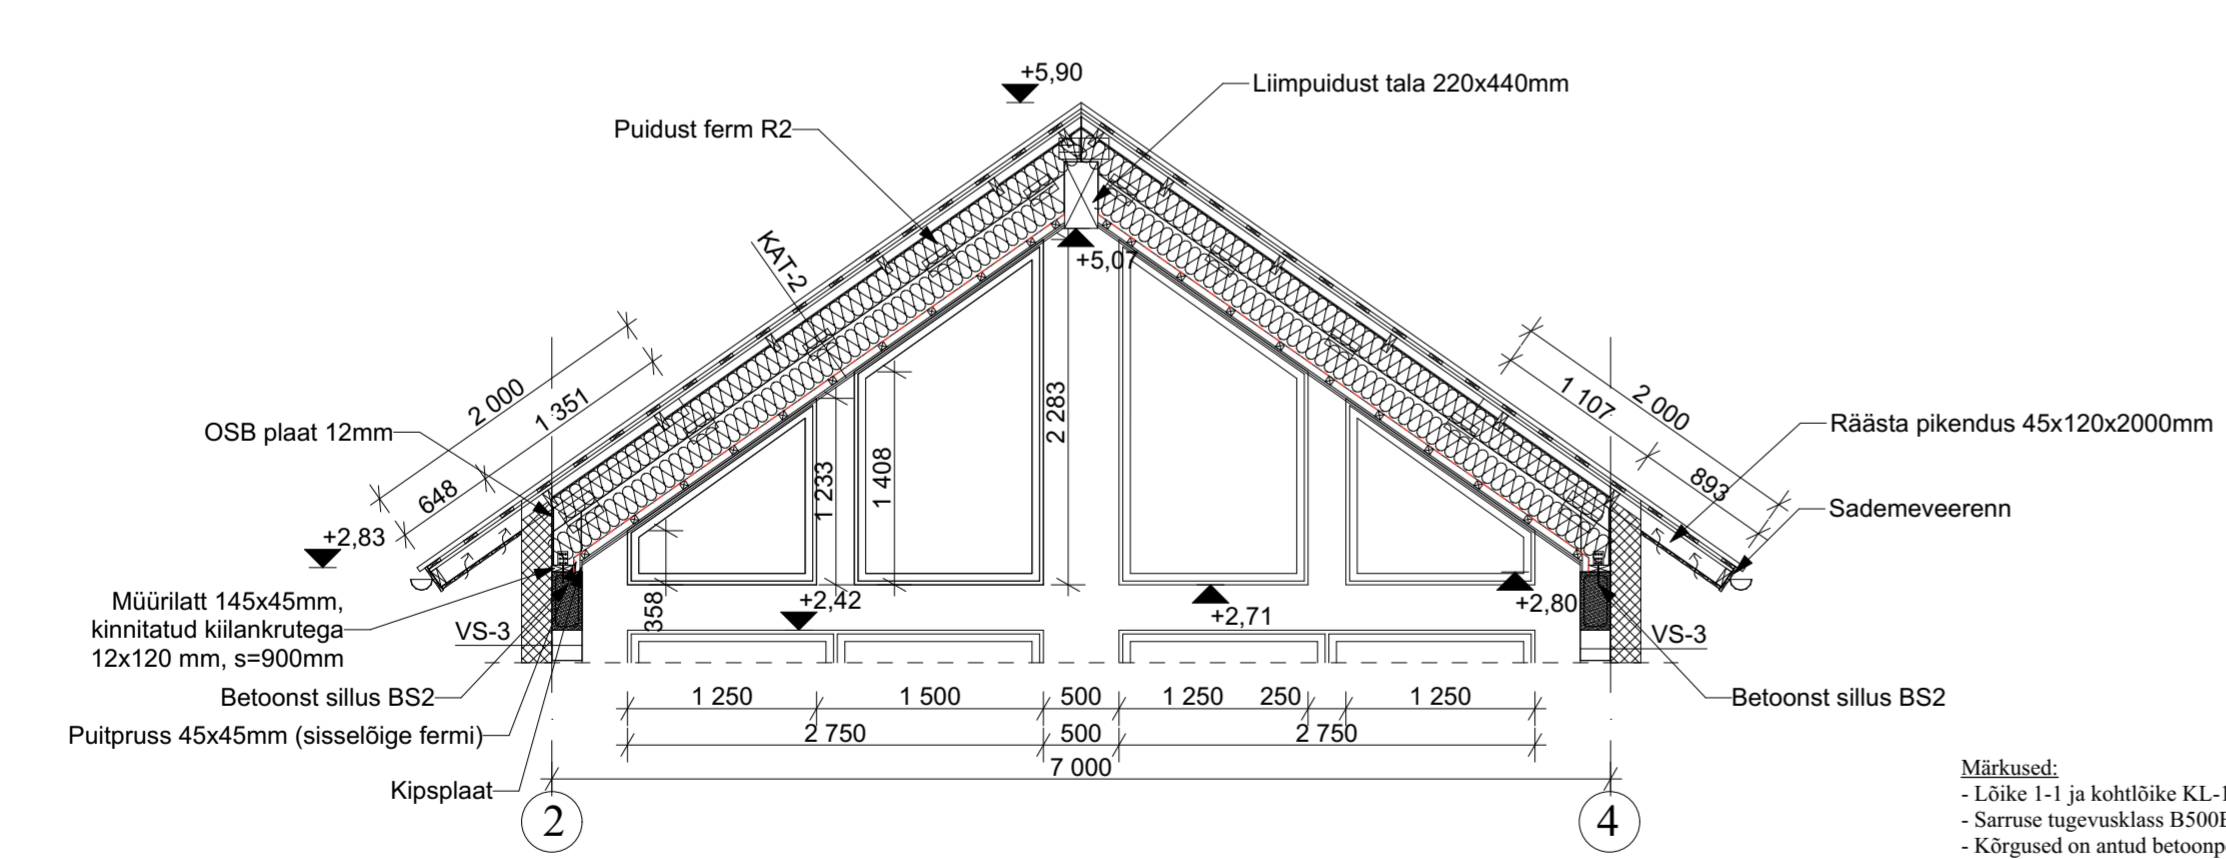 +5,90
Liimpuidust tala 220x440mm
Puidust ferm R2
KAT-2
+5,07
2 000
1 351
648
2 283
1 107
2 000
893
OSB plaat 12mm
Räästa pikendus 45x120x2000mm
Sademeveerenn
+2,83
1 233
1 408
358
Müürilatt 145x45mm,
kinnitatud kiilankrutega
12x120 mm, s=900mm
VS-3
+2,42
+2,71
+2,80
VS-3
Betoonst sillus BS2
Betoonst sillus BS2
Puitpruss 45x45mm (sisselõige fermi)
Kipsplaat
1 250 1 500 500 1 250 250 1 250
2 750 500 2 750
7 000
2
4
Märkused:
- Lõike 1-1 ja kohtlõike KL-1
- Sarruse tugevusklass B500B
- Kõrgused on antud betoonp